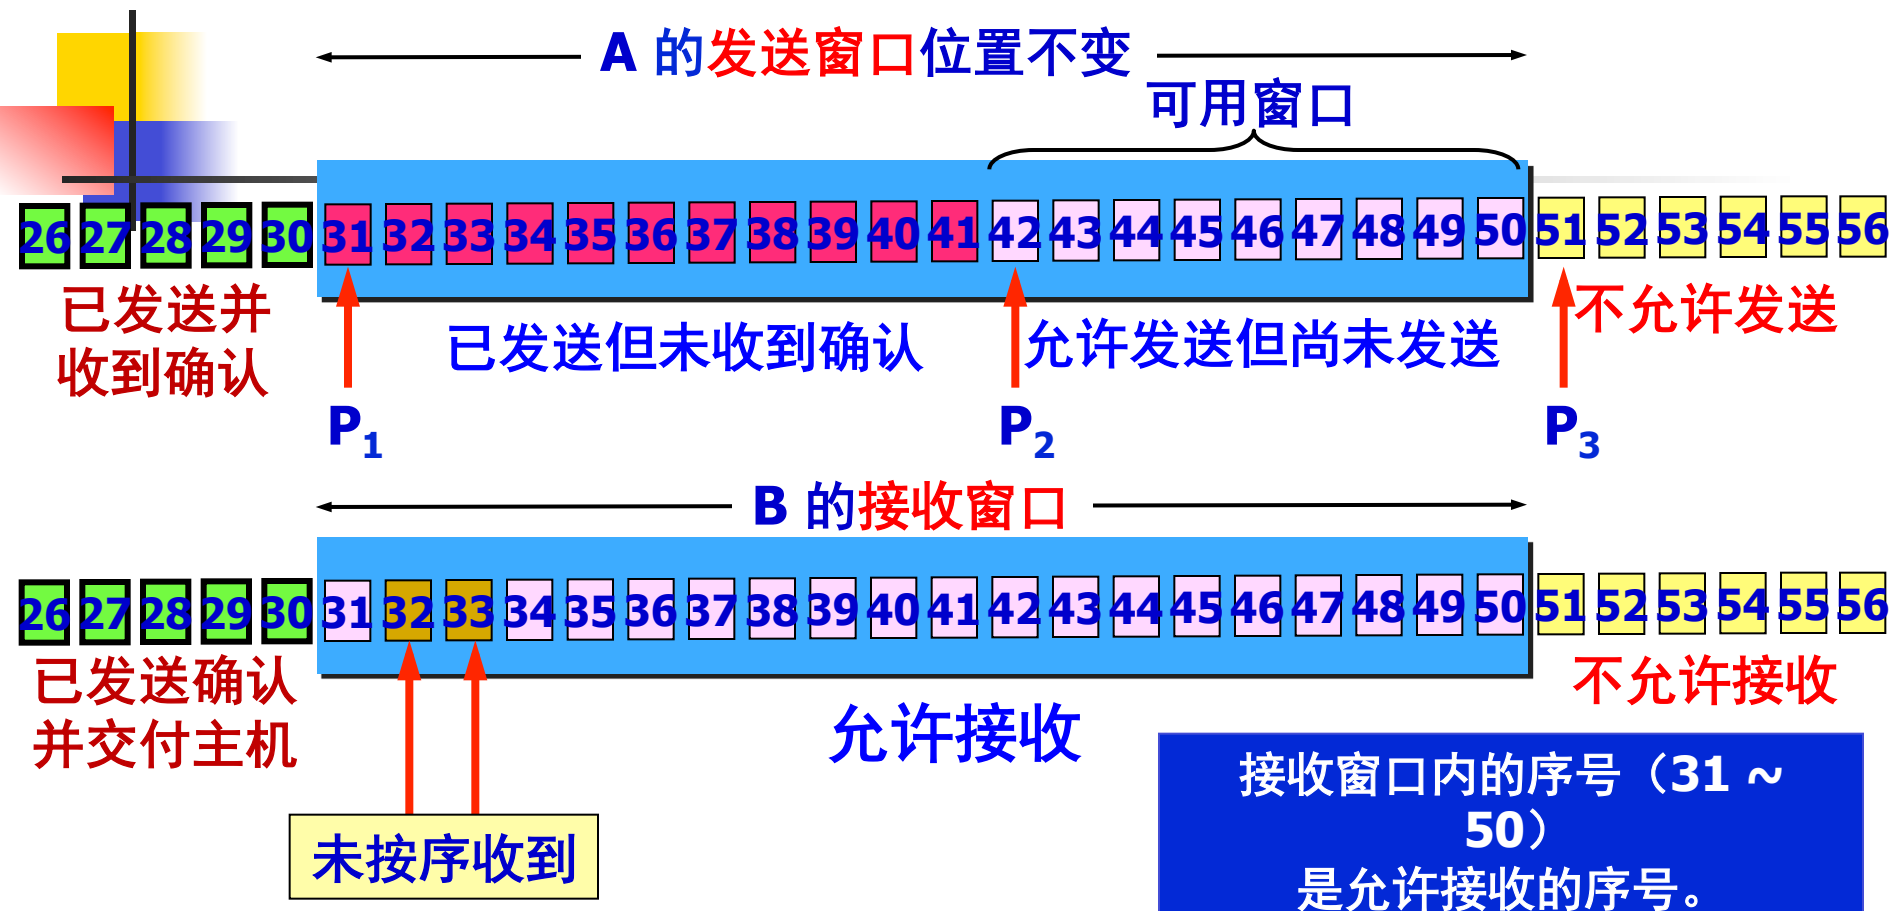 A 的发送窗口位置不变
可用窗口
26 27 28 29 30 31 32 33 34 35 36 37 38 39 40 41 42 43 44 45 46 47 48 49 50 51 52 53 54 55 56
已发送并
收到确认
已发送但未收到确认
允许发送但尚未发送
不允许发送
P1
P2
P3
B 的接收窗口
26 27 28 29 30 31 32 33 34 35 36 37 38 39 40 41 42 43 44 45 46 47 48 49 50 51 52 53 54 55 56
已发送确认
并交付主机
允许接收
不允许接收
未按序收到
接收窗口内的序号（31 ~
50）
是允许接收的序号。